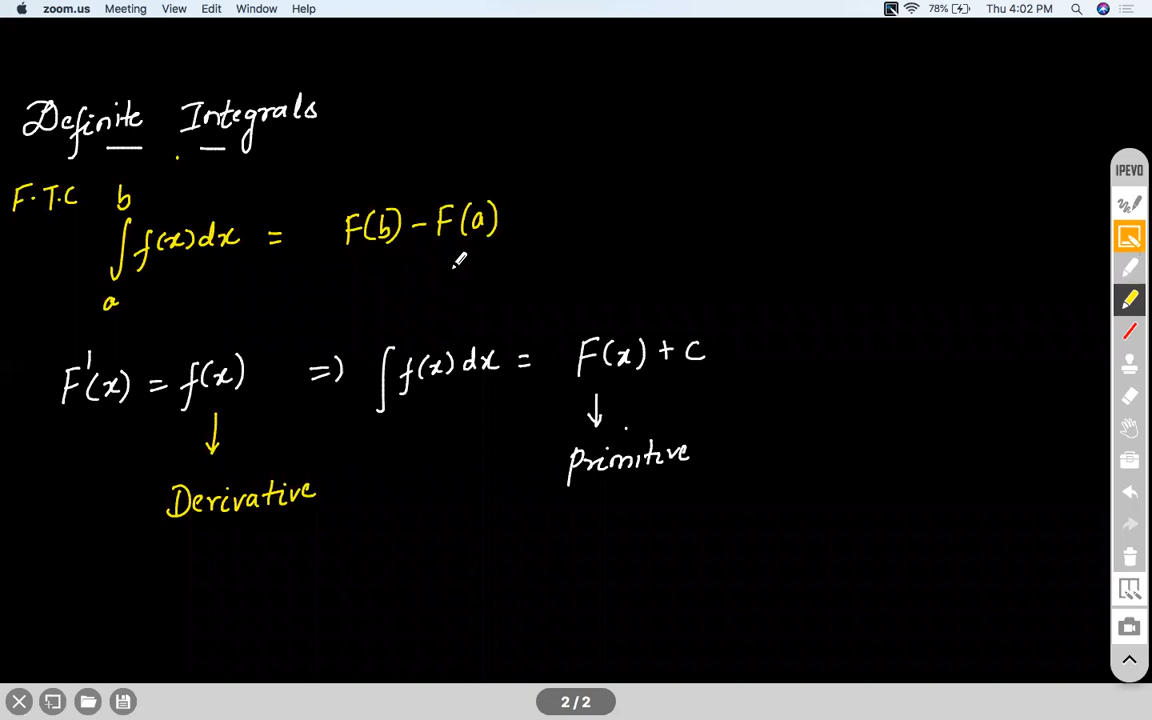 zoom.us Meeting View Edit Window Help 78% Thu 4:02 PM
Definite Integrals
F.T.C
∫_a^b f(x)dx = F(b) - F(a)
F'(x) = f(x) => ∫ f(x) dx = F(x) + C
↓ ↓
Primitive
Derivative
IPEVO
2/2